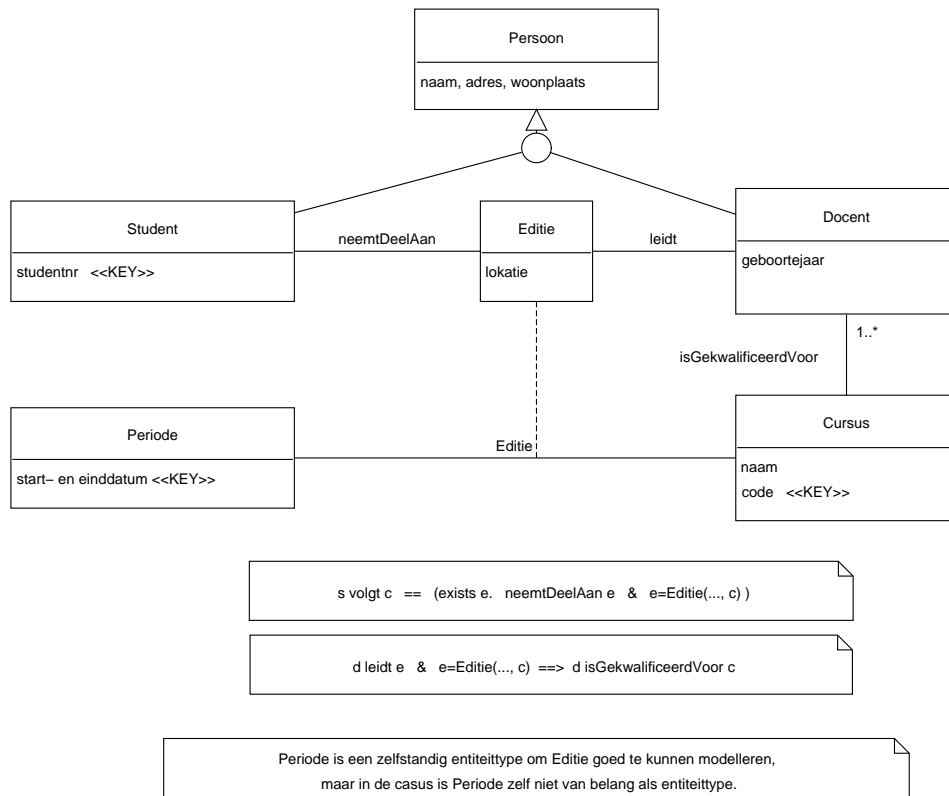 Persoon
naam, adres, woonplaats
Student
studentnr <<KEY>>
neemtDeelAan
Editie
lokatie
leidt
Docent
geboortejaar
1..*
isGekwalificeerdVoor
Periode
start– en einddatum <<KEY>>
Editie
Cursus
naam
code <<KEY>>
s volgt c == (exists e. neemtDeelAan e & e=Editie(..., c) )
d leidt e & e=Editie(..., c) ==> d isGekwalificeerdVoor c
Periode is een zelfstandig entiteittype om Editie goed te kunnen modelleren,
maar in de casus is Periode zelf niet van belang als entiteittype.